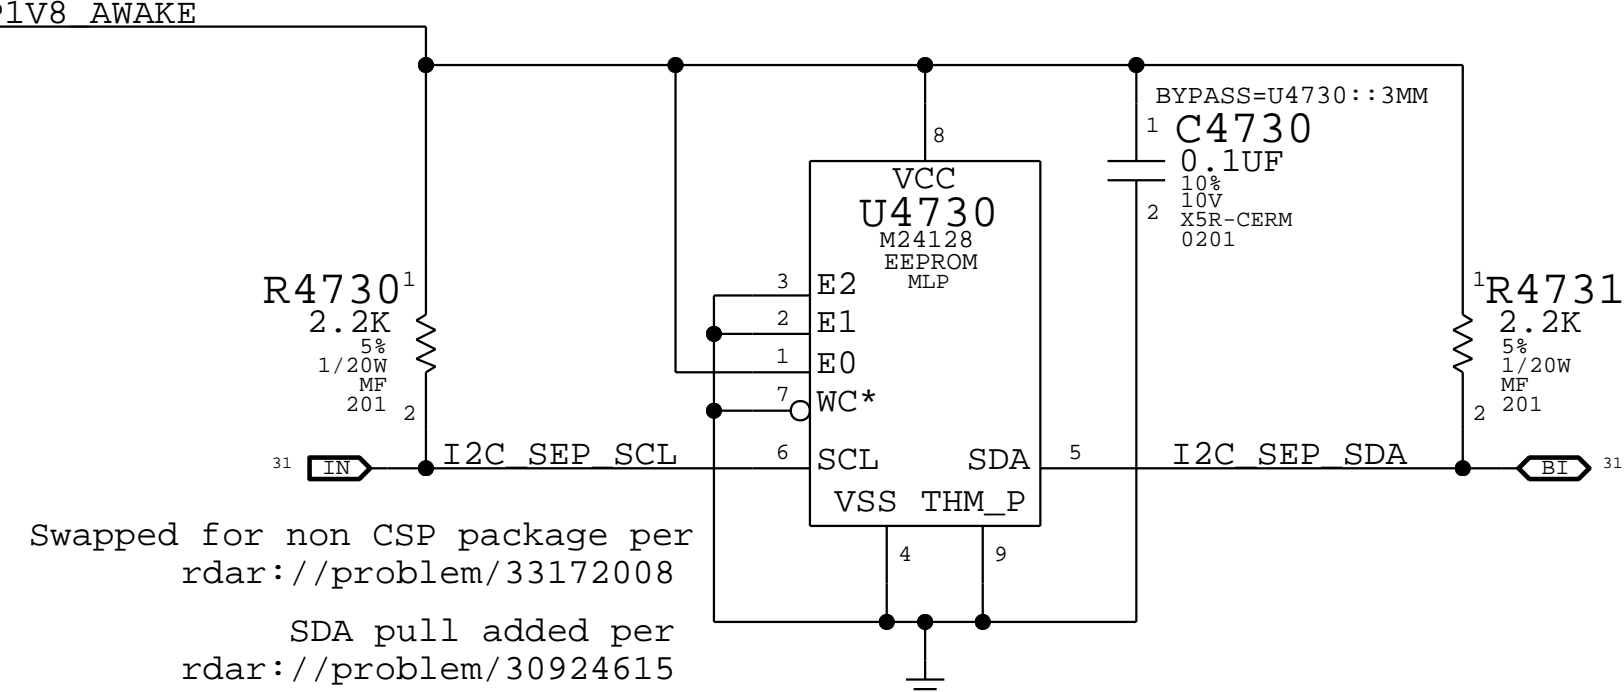 P1V8_AWAKE
BYPASS=U4730::3MM
1
C4730
0.1UF
10%
10V
X5R-CERM
0201
2
8
VCC
U4730
M24128
EEPROM
MLP
3 E2
2 E1
1 E0
7 WC*
6 SCL
SDA 5
VSS THM_P
4 9
R4730 1
2.2K
5%
1/20W
MF
201
2
1 R4731
2.2K
5%
1/20W
MF
201
2
31 IN I2C_SEP_SCL
I2C_SEP_SDA BI 31
Swapped for non CSP package per
rdar://problem/33172008
SDA pull added per
rdar://problem/30924615